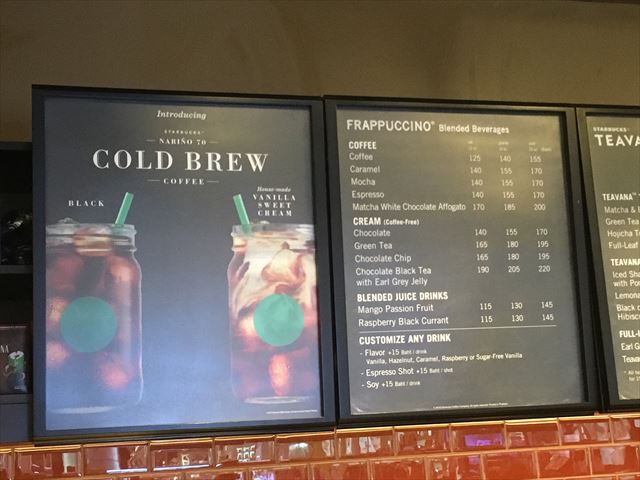 Introducing
STARBUCKS
NARIÑO 70
COLD BREW
COFFEE
BLACK
House-made
VANILLA
SWEET
CREAM
FRAPPUCCINO® Blended Beverages
COFFEE
Coffee 125 140 155
Caramel 140 155 170
Mocha 140 155 170
Espresso 140 155 170
Matcha White Chocolate Affogato 170 185 200
CREAM (Coffee-Free)
Chocolate 140 155 170
Green Tea 165 180 195
Chocolate Chip 165 180 195
Chocolate Black Tea 190 205 220
with Earl Grey Jelly
BLENDED JUICE DRINKS
Mango Passion Fruit 115 130 145
Raspberry Black Currant 115 130 145
CUSTOMIZE ANY DRINK
- Flavor +15 Baht / drink
Vanilla, Hazelnut, Caramel, Raspberry or Sugar-Free Vanilla
- Espresso Shot +15 Baht / shot
- Soy +15 Baht / drink
STARBUCKS
TEAVA
TEAVANA
Matcha &
Green Tea
Hojicha T
Full-Leaf
TEAVANA
Iced Sha
with Po
Lemona
Black
Hibisc
FULL-
Earl G
Teav